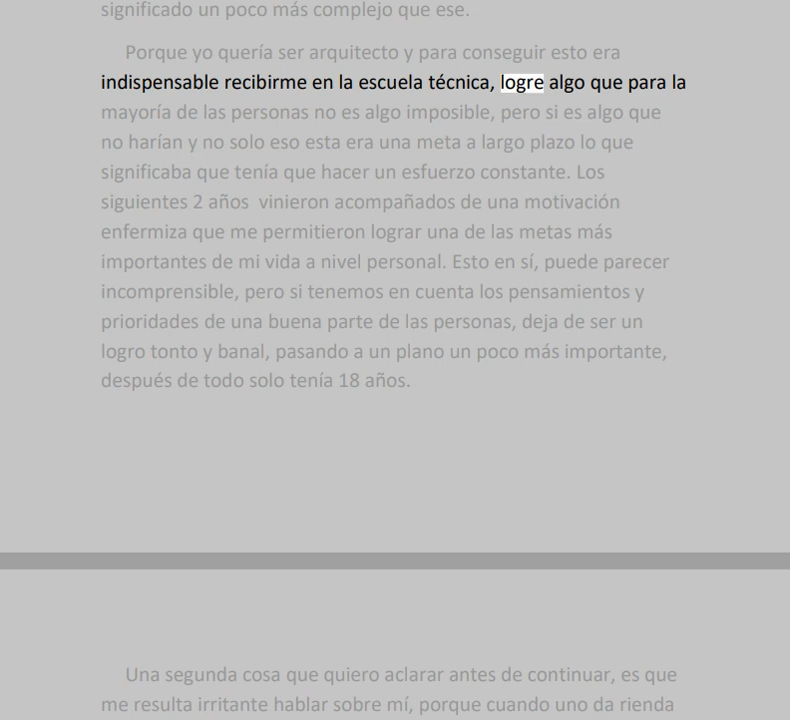 significado un poco más complejo que ese.
Porque yo quería ser arquitecto y para conseguir esto era
indispensable recibirme en la escuela técnica, logre algo que para la
mayoría de las personas no es algo imposible, pero si es algo que
no harían y no solo eso esta era una meta a largo plazo lo que
significaba que tenía que hacer un esfuerzo constante. Los
siguientes 2 años  vinieron acompañados de una motivación
enfermiza que me permitieron lograr una de las metas más
importantes de mi vida a nivel personal. Esto en sí, puede parecer
incomprensible, pero si tenemos en cuenta los pensamientos y
prioridades de una buena parte de las personas, deja de ser un
logro tonto y banal, pasando a un plano un poco más importante,
después de todo solo tenía 18 años.
Una segunda cosa que quiero aclarar antes de continuar, es que
me resulta irritante hablar sobre mí, porque cuando uno da rienda